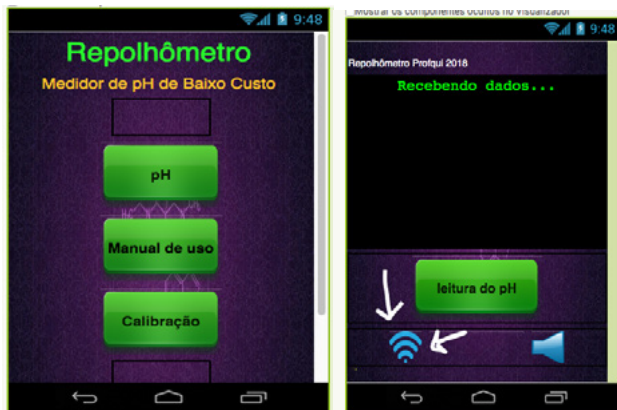 9:48
Repolhômetro
Medidor de pH de Baixo Custo
pH
Manual de uso
Calibração
Mostrar os componentes ocultos no Visualizador
9:48
Repolhômetro Profqui 2018
Recebendo dados...
leitura do pH